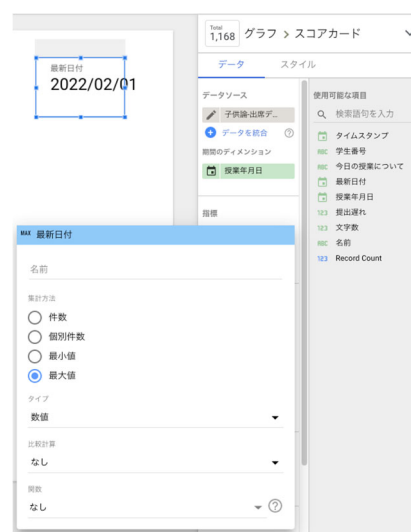 最新日付
2022/02/01
Total
1,168
グラフ > スコアカード
データ
スタイル
データソース
子供論-出席デ...
データを統合
期間のディメンション
授業年月日
指標
使用可能な項目
検索語句を入力
タイムスタンプ
ABC 学生番号
ABC 今日の授業について
最新日付
授業年月日
123 提出遅れ
123 文字数
ABC 名前
123 Record Count
MAX 最新日付
名前
集計方法
件数
個別件数
最小値
最大値
タイプ
数値
比較計算
なし
関数
なし